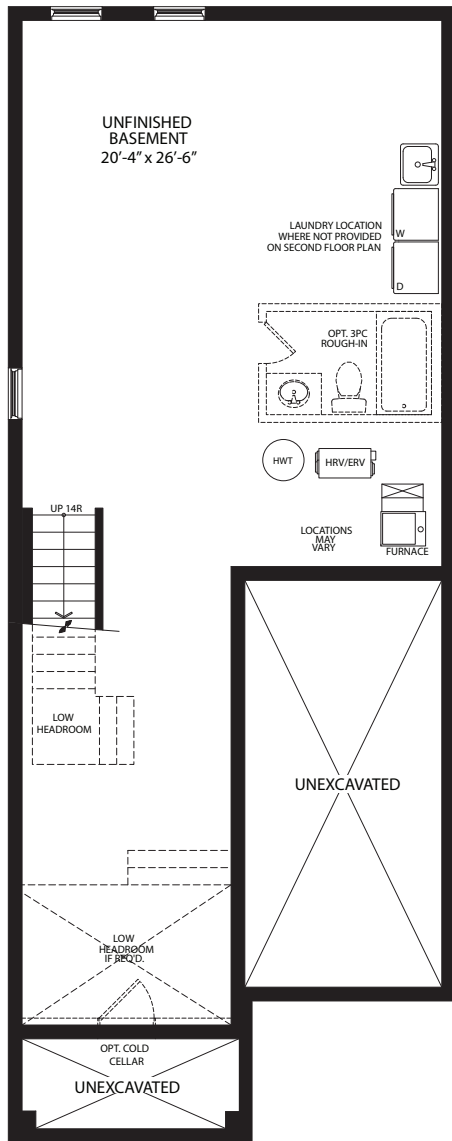 UNFINISHED
BASEMENT
20'-4" x 26'-6"
LAUNDRY LOCATION
WHERE NOT PROVIDED
ON SECOND FLOOR PLAN
W
D
OPT. 3PC
ROUGH-IN
HWT
HRV/ERV
LOCATIONS
MAY
VARY
FURNACE
UP 14R
LOW
HEADROOM
UNEXCAVATED
LOW
HEADROOM
IF REQ'D.
OPT. COLD
CELLAR
UNEXCAVATED